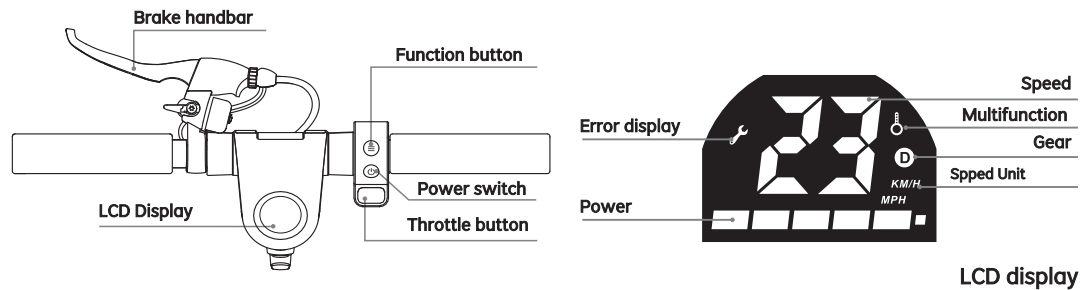 Brake handbar
Function button
Power switch
LCD Display
Throttle button
Speed
Multifunction
Error display
Gear
D
Spped Unit
KM/H
MPH
Power
LCD display